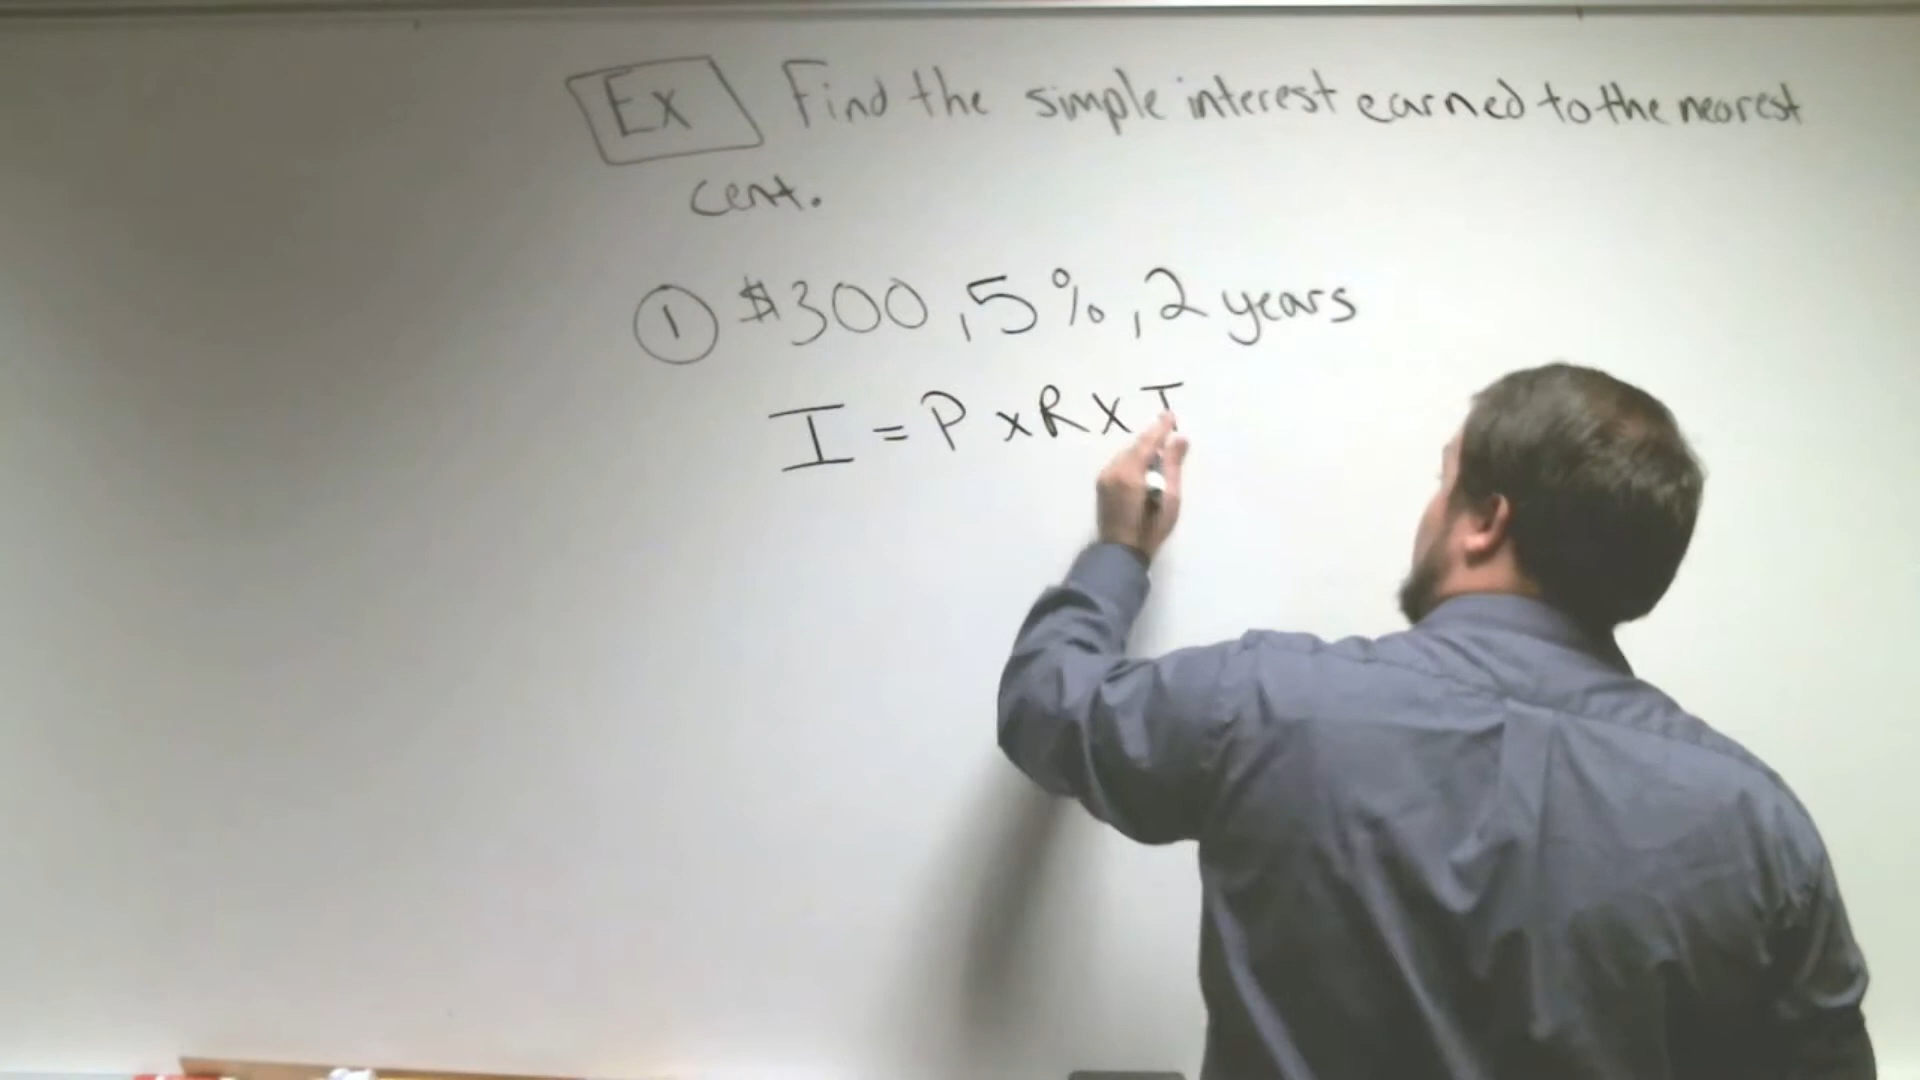 Ex Find the simple interest earned to the nearest
cent.
① $300, 5%, 2 years
I = P x R x T